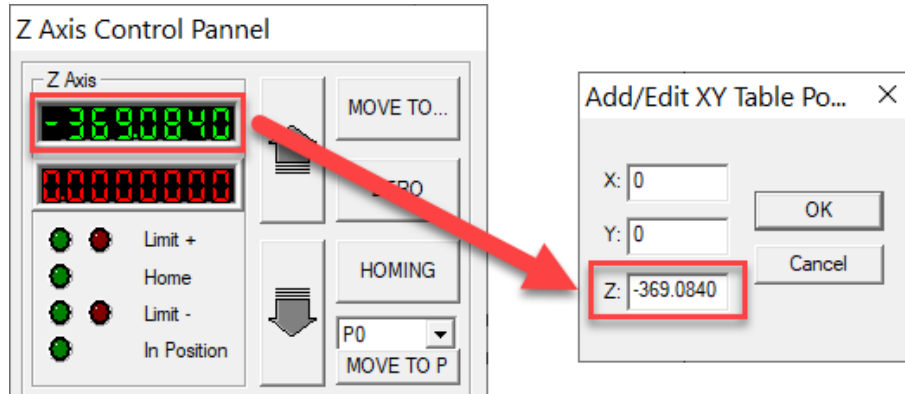 Z Axis Control Pannel
Z Axis
-369.0840
0.0000000
MOVE TO...
HOMING
Limit +
Home
Limit -
In Position
P0
MOVE TO P
Add/Edit XY Table Po...
X: 0
Y: 0
Z: -369.0840
OK
Cancel